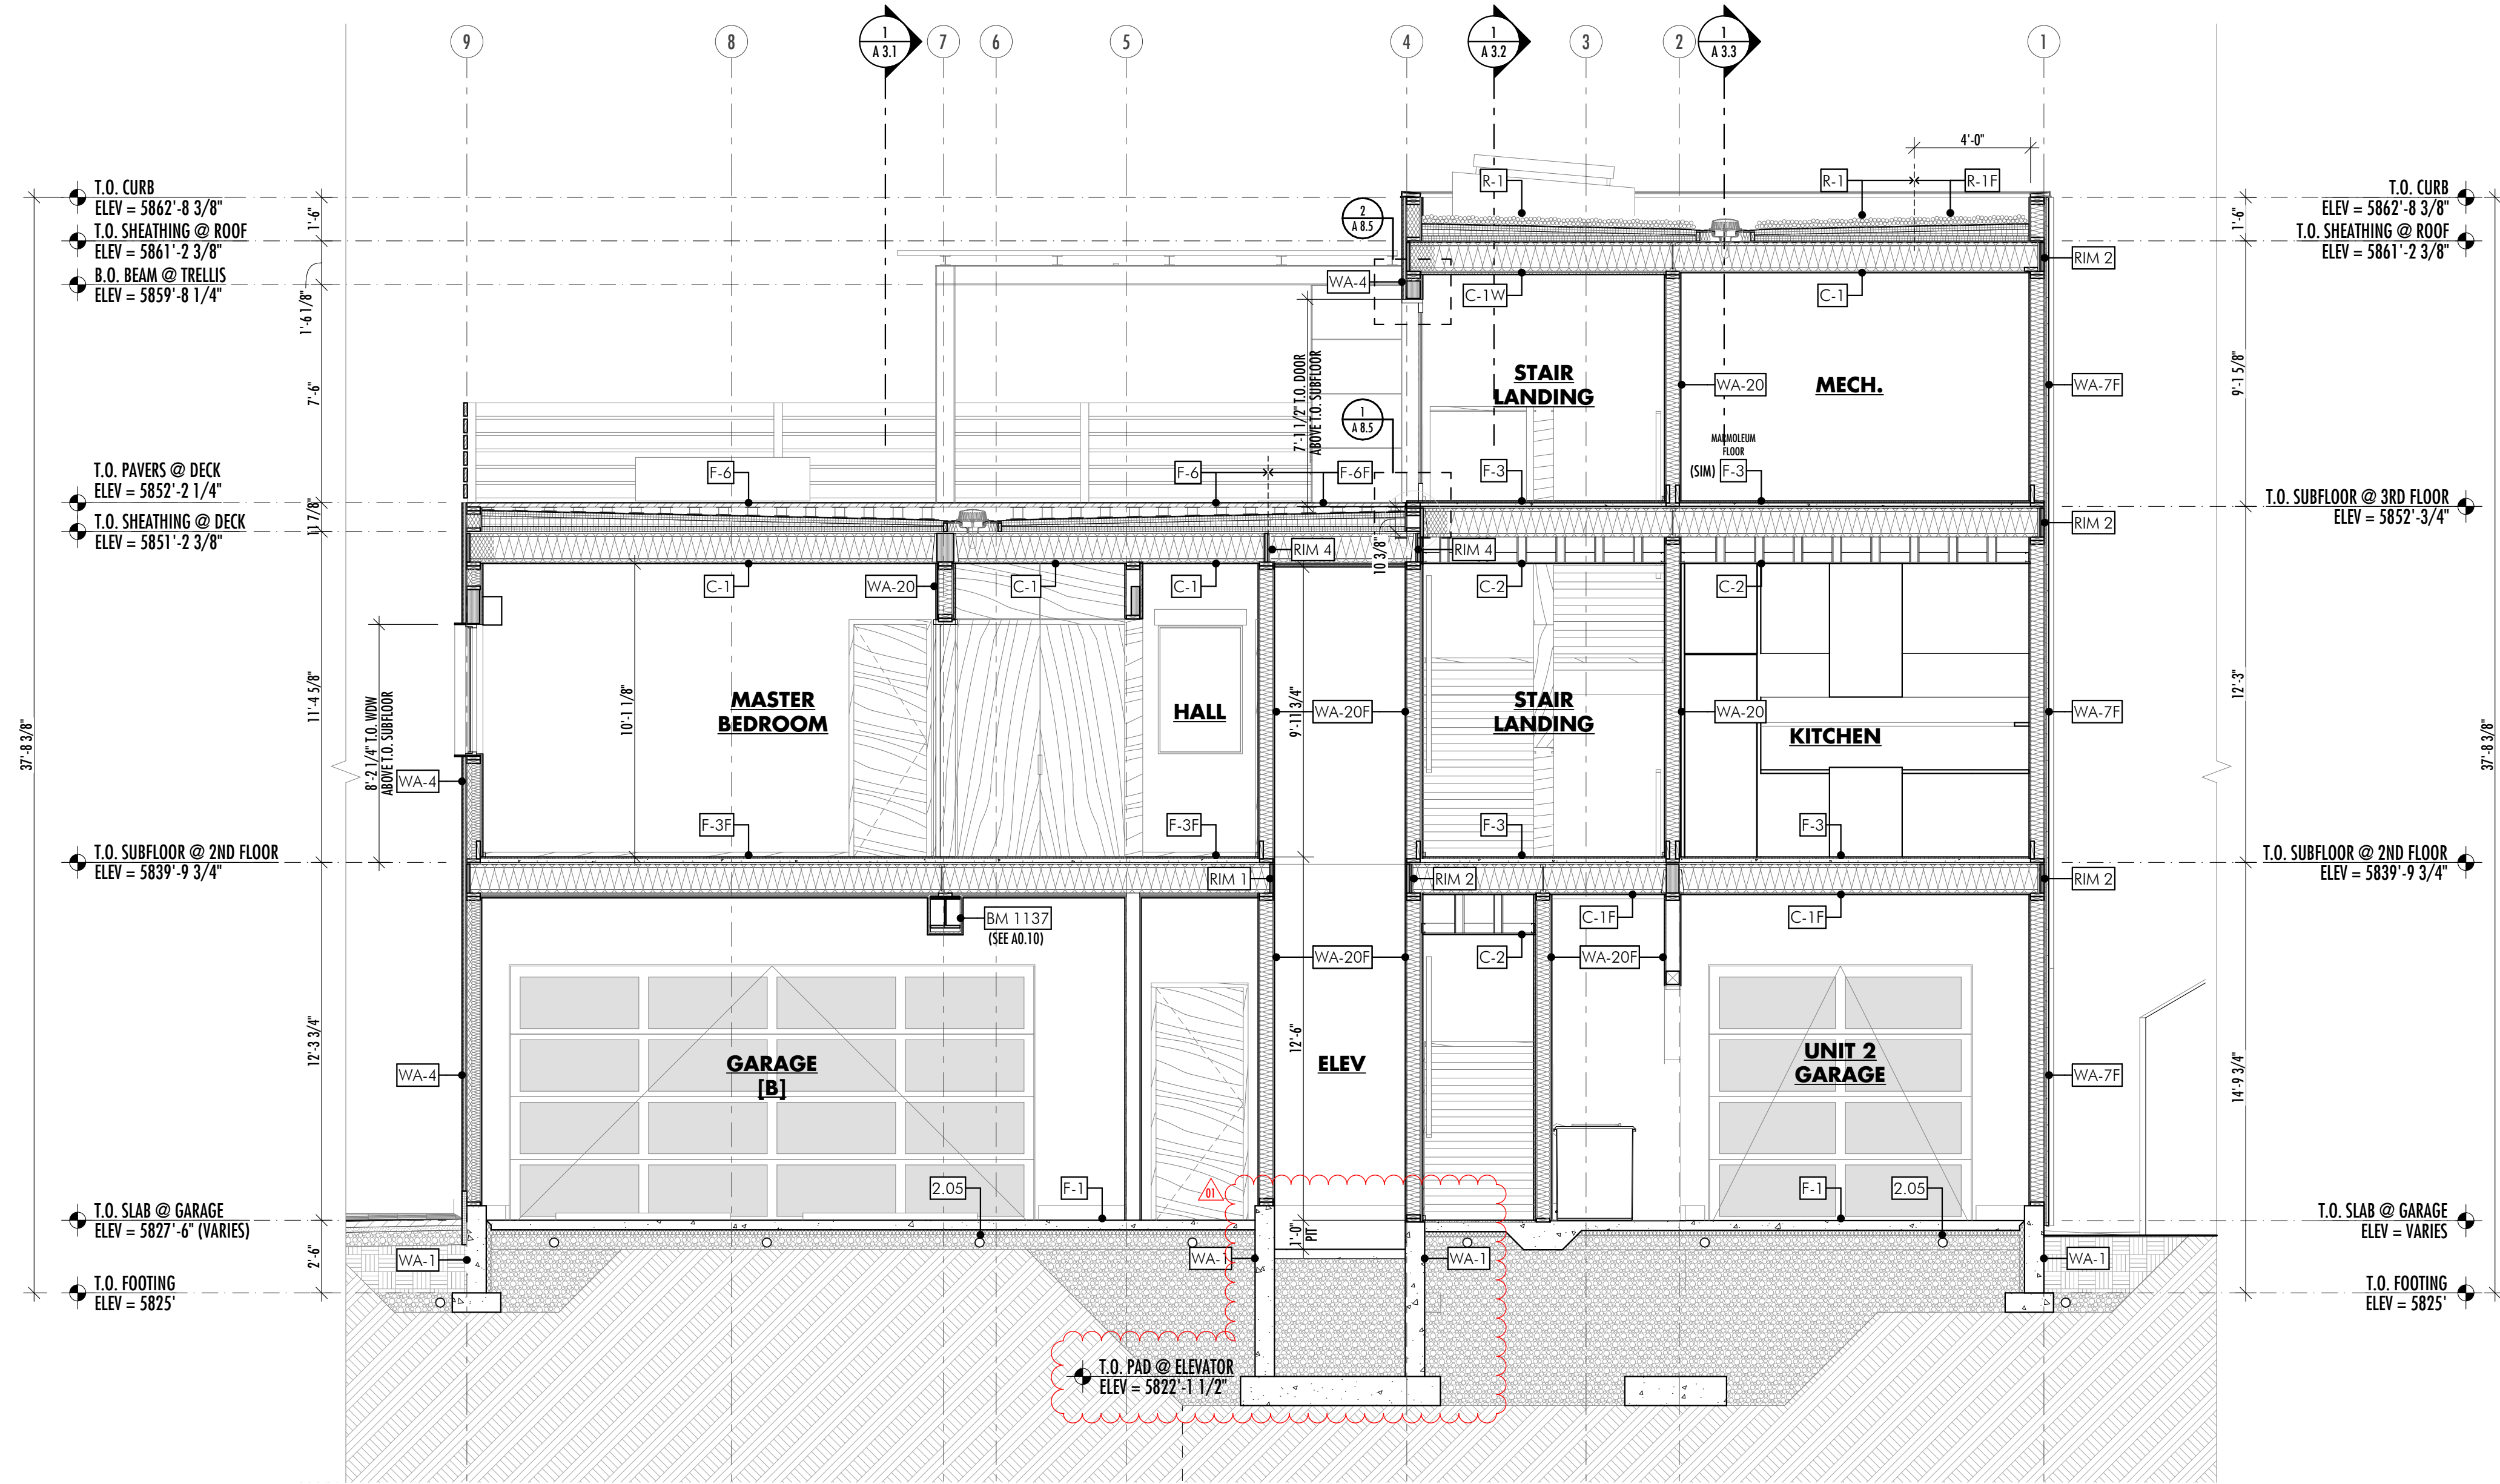 9
8
1
A 3.1
7
6
5
4
1
A 3.2
3
2
1
A 3.3
1
4'-0"
T.O. CURB
ELEV = 5862'-8 3/8"
T.O. SHEATHING @ ROOF
ELEV = 5861'-2 3/8"
B.O. BEAM @ TRELLIS
ELEV = 5859'-8 1/4"
T.O. PAVERS @ DECK
ELEV = 5852'-2 1/4"
T.O. SHEATHING @ DECK
ELEV = 5851'-2 3/8"
T.O. SUBFLOOR @ 2ND FLOOR
ELEV = 5839'-9 3/4"
T.O. SLAB @ GARAGE
ELEV = 5827'-6" (VARIES)
T.O. FOOTING
ELEV = 5825'
37'-8 3/8"
1'-6"
1'-6 1/8"
7'-6"
11 7/8"
11'-4 5/8"
12'-3 3/4"
2'-6"
8'-2 1/4" T.O. WDW
ABOVE T.O. SUBFLOOR
R-1
R-1
R-1F
2
A 8.5
WA-4
C-1W
C-1
RIM 2
7'-1 1/2" T.O. DOOR
ABOVE T.O. SUBFLOOR
STAIR
LANDING
MECH.
WA-20
WA-7F
1
A 8.5
MARMOLEUM
FLOOR
F-6
F-6
F-6F
F-3
(SIM)
F-3
RIM 2
RIM 4
10 3/8"
RIM 4
C-1
WA-20
C-1
C-1
C-2
C-2
10'-1 1/8"
9'-11 3/4"
MASTER
BEDROOM
HALL
WA-20F
STAIR
LANDING
WA-20
KITCHEN
WA-7F
WA-4
F-3F
F-3F
F-3
F-3
RIM 1
RIM 2
RIM 2
BM 1137
(SEE A0.10)
C-1F
C-1F
WA-20F
C-2
WA-20F
12'-6"
WA-4
GARAGE
[B]
ELEV
UNIT 2
GARAGE
WA-7F
2.05
F-1
01
F-1
2.05
1'-0"
PIT
WA-1
WA-1
WA-1
WA-1
T.O. PAD @ ELEVATOR
ELEV = 5822'-1 1/2"
T.O. CURB
ELEV = 5862'-8 3/8"
T.O. SHEATHING @ ROOF
ELEV = 5861'-2 3/8"
T.O. SUBFLOOR @ 3RD FLOOR
ELEV = 5852'-3/4"
T.O. SUBFLOOR @ 2ND FLOOR
ELEV = 5839'-9 3/4"
T.O. SLAB @ GARAGE
ELEV = VARIES
T.O. FOOTING
ELEV = 5825'
1'-6"
9'-1 5/8"
12'-3"
14'-9 3/4"
37'-8 3/8"